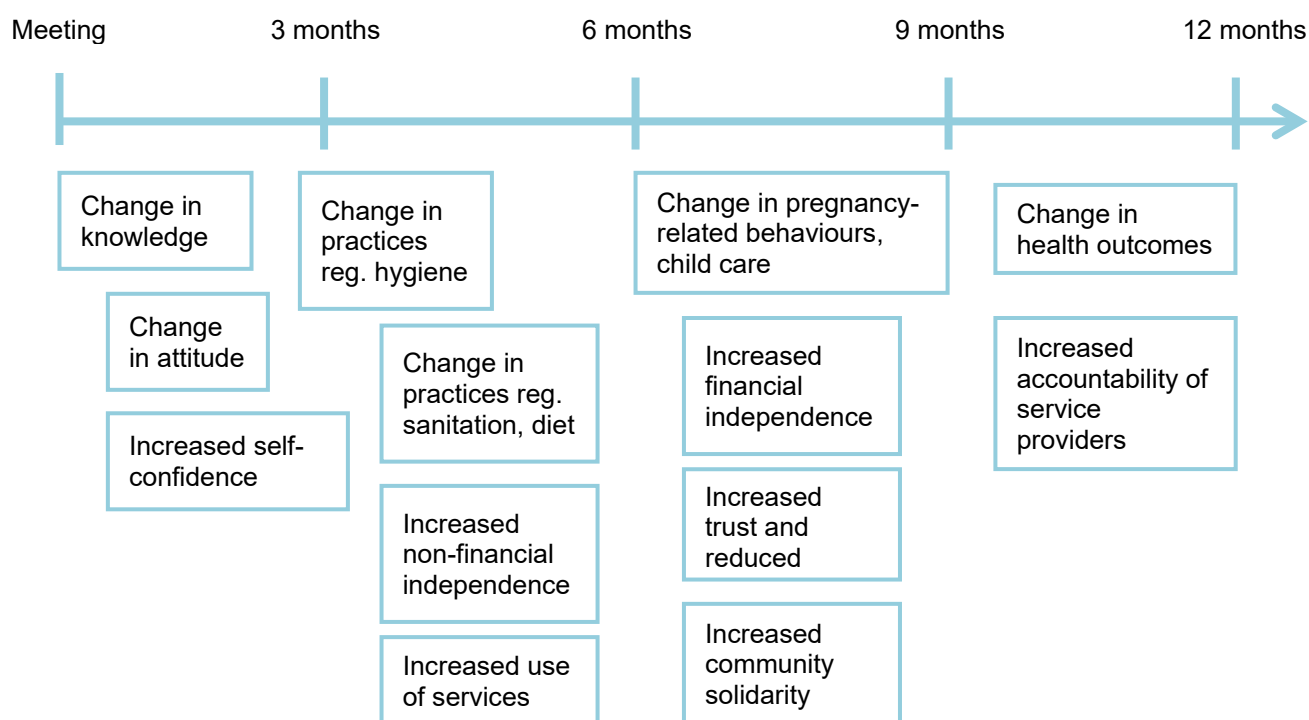 Meeting
3 months
6 months
9 months
12 months
Change in
knowledge
Change
in attitude
Increased self-
confidence
Change in
practices
reg. hygiene
Change in
practices reg.
sanitation, diet
Increased
non-financial
independence
Increased use
of services
Change in pregnancy-
related behaviours,
child care
Increased
financial
independence
Increased
trust and
reduced
Increased
community
solidarity
Change in
health outcomes
Increased
accountability of
service
providers